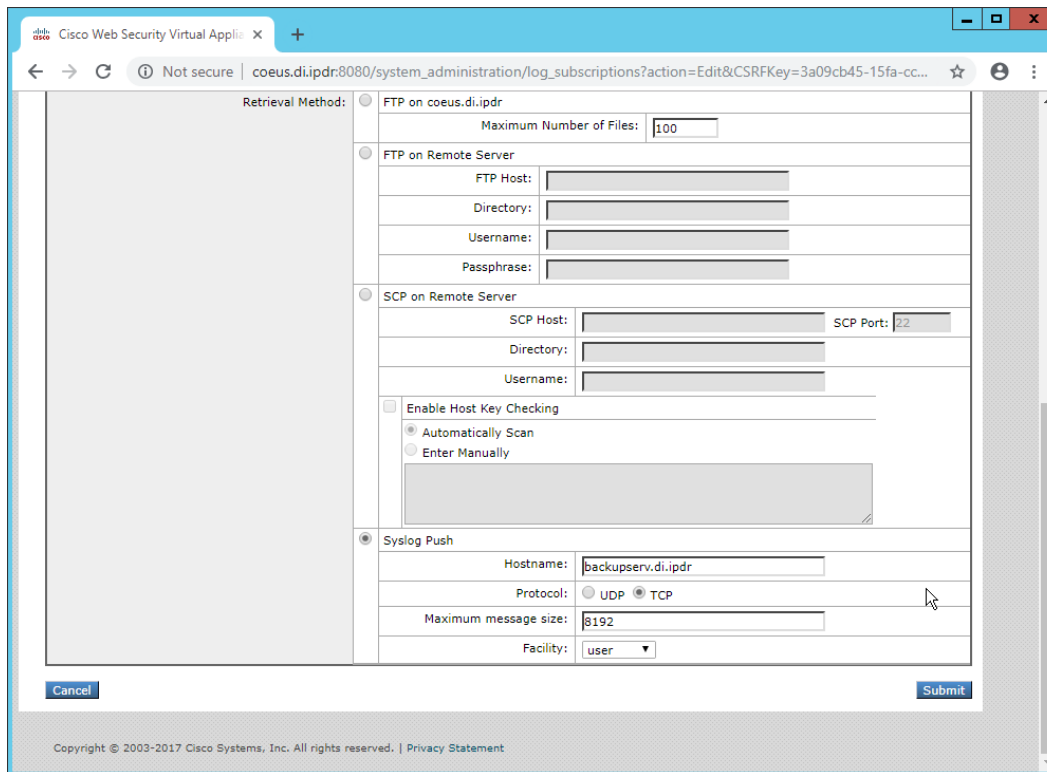 cisco Cisco Web Security Virtual Applia
Not secure | coeus.di.ipdr:8080/system_administration/log_subscriptions?action=Edit&CSRFKey=3a09cb45-15fa-cc...
Retrieval Method: FTP on coeus.di.ipdr
Maximum Number of Files: 100
FTP on Remote Server
FTP Host:
Directory:
Username:
Passphrase:
SCP on Remote Server
SCP Host: SCP Port: 22
Directory:
Username:
Enable Host Key Checking
Automatically Scan
Enter Manually
Syslog Push
Hostname: backupserv.di.ipdr
Protocol: UDP TCP
Maximum message size: 8192
Facility: user
Cancel Submit
Copyright © 2003-2017 Cisco Systems, Inc. All rights reserved. | Privacy Statement